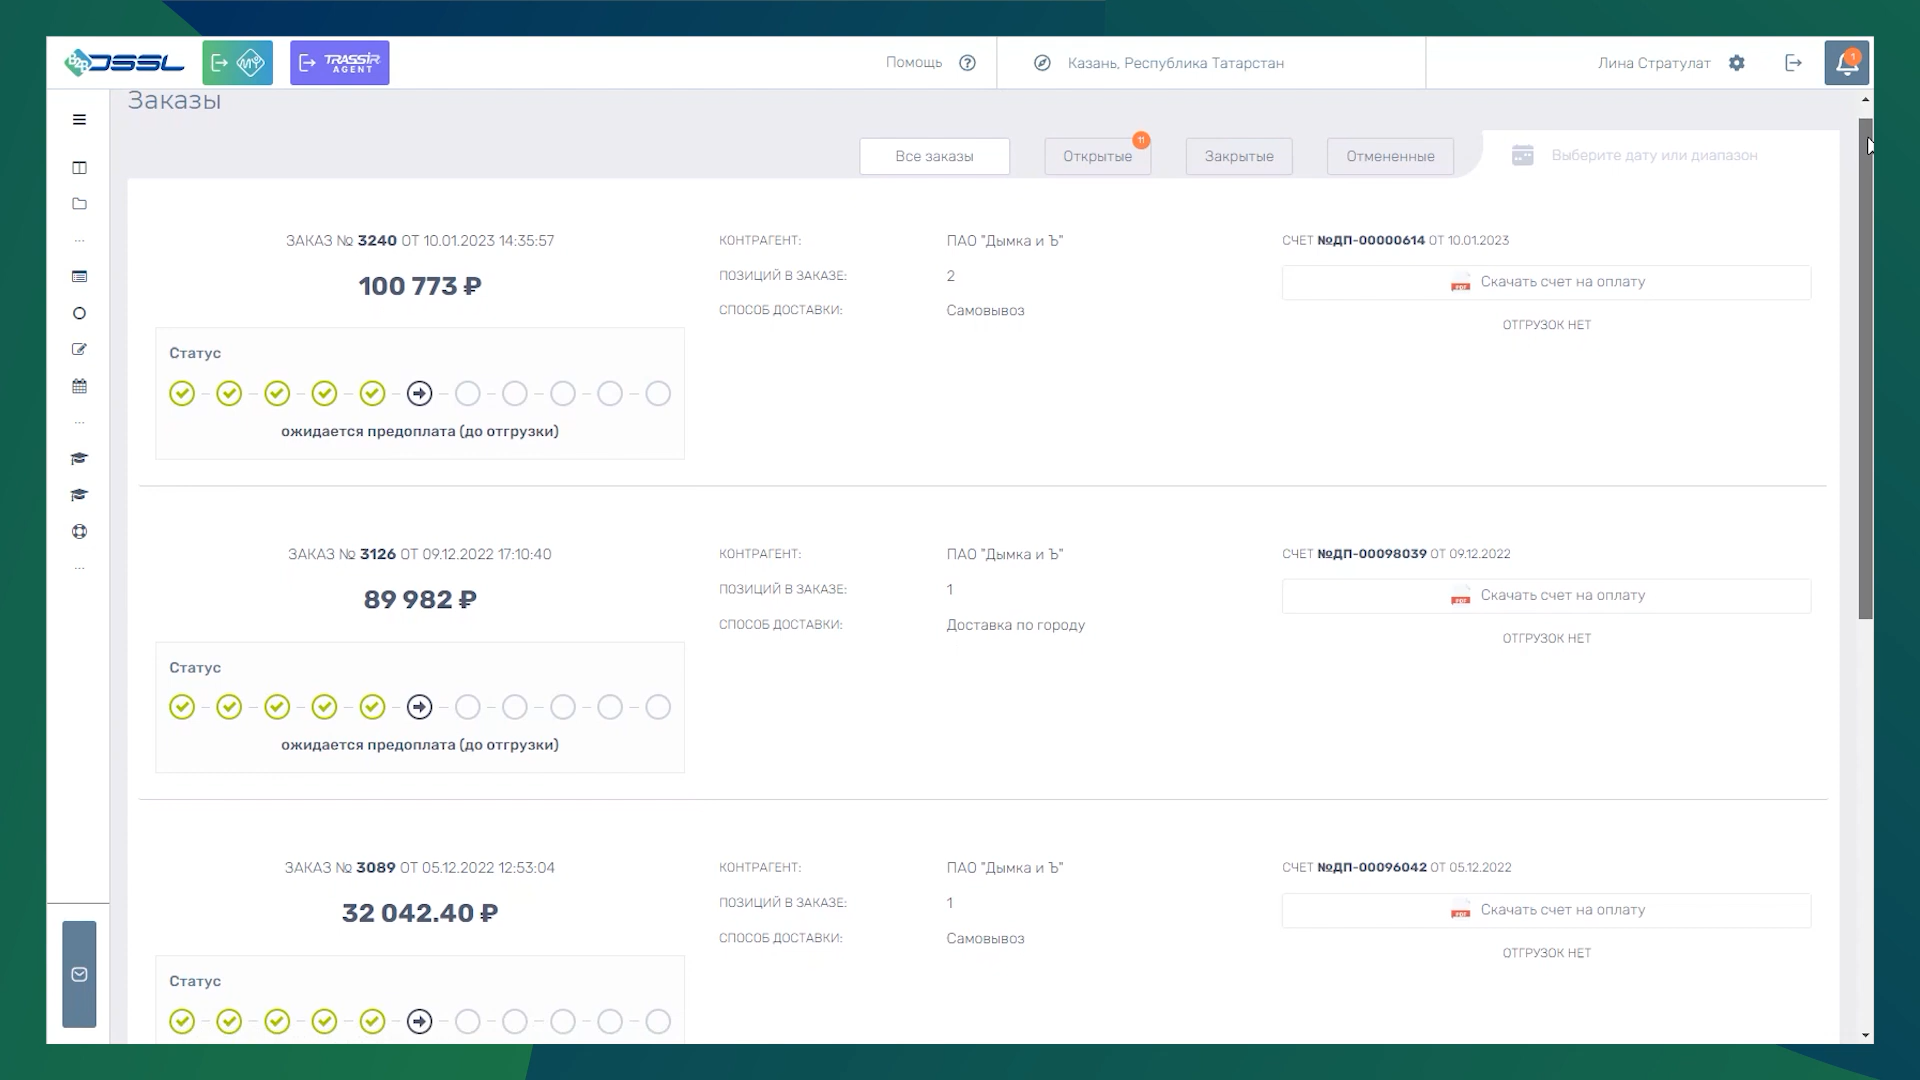 B2B DSSL
MY
TRASSIR
AGENT
Помощь
Казань, Республика Татарстан
Лина Стратулат
1
Заказы
Все заказы
Открытые
11
Закрытые
Отмененные
Выберите дату или диапазон
ЗАКАЗ № 3240 ОТ 10.01.2023 14:35:57
100 773 ₽
Статус
ожидается предоплата (до отгрузки)
КОНТРАГЕНТ:
ПАО "Дымка и Ъ"
ПОЗИЦИЙ В ЗАКАЗЕ:
2
СПОСОБ ДОСТАВКИ:
Самовывоз
СЧЕТ №ДП-00000614 ОТ 10.01.2023
PDF
Скачать счет на оплату
ОТГРУЗОК НЕТ
ЗАКАЗ № 3126 ОТ 09.12.2022 17:10:40
89 982 ₽
Статус
ожидается предоплата (до отгрузки)
КОНТРАГЕНТ:
ПАО "Дымка и Ъ"
ПОЗИЦИЙ В ЗАКАЗЕ:
1
СПОСОБ ДОСТАВКИ:
Доставка по городу
СЧЕТ №ДП-00098039 ОТ 09.12.2022
PDF
Скачать счет на оплату
ОТГРУЗОК НЕТ
ЗАКАЗ № 3089 ОТ 05.12.2022 12:53:04
32 042.40 ₽
Статус
КОНТРАГЕНТ:
ПАО "Дымка и Ъ"
ПОЗИЦИЙ В ЗАКАЗЕ:
1
СПОСОБ ДОСТАВКИ:
Самовывоз
СЧЕТ №ДП-00096042 ОТ 05.12.2022
PDF
Скачать счет на оплату
ОТГРУЗОК НЕТ